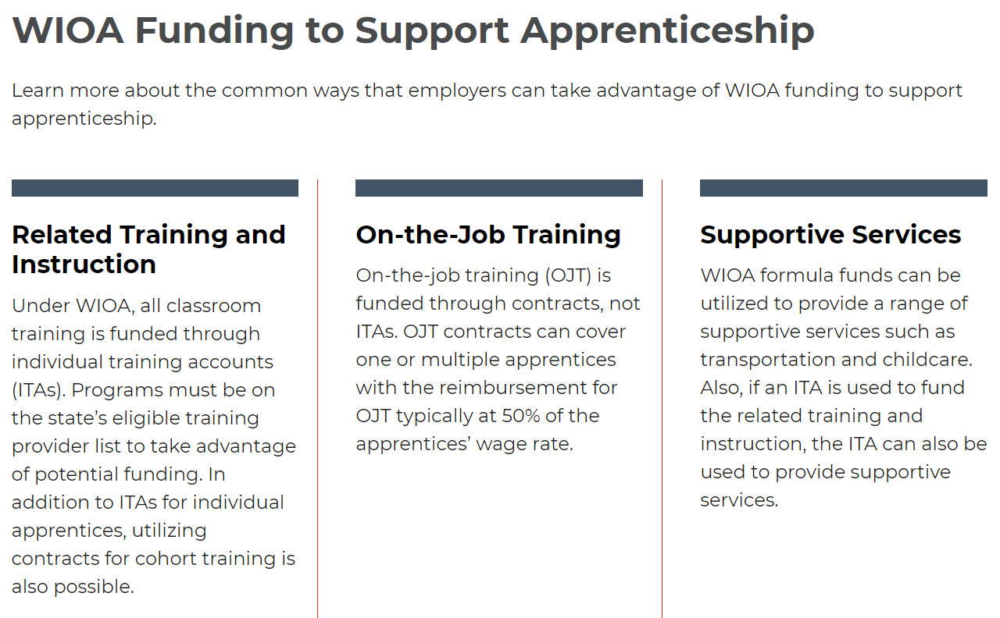 WIOA Funding to Support Apprenticeship
Learn more about the common ways that employers can take advantage of WIOA funding to support
apprenticeship.
Related Training and
Instruction
Under WIOA, all classroom
training is funded through
individual training accounts
(ITAs). Programs must be on
the state’s eligible training
provider list to take advantage
of potential funding. In
addition to ITAs for individual
apprentices, utilizing
contracts for cohort training is
also possible.
On-the-Job Training
On-the-job training (OJT) is
funded through contracts, not
ITAs. OJT contracts can cover
one or multiple apprentices
with the reimbursement for
OJT typically at 50% of the
apprentices’ wage rate.
Supportive Services
WIOA formula funds can be
utilized to provide a range of
supportive services such as
transportation and childcare.
Also, if an ITA is used to fund
the related training and
instruction, the ITA can also be
used to provide supportive
services.